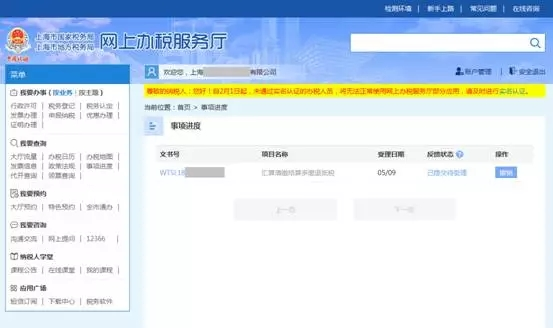 检测环境 | 新手上路 | 常见问题 | 在线咨询
上海市国家税务局
上海市地方税务局
网上办税服务厅
中国税务
菜单
我要办事（按业务 | 按主题）
行政许可 | 税务登记 | 税务认定
发票办理 | 申报纳税 | 优惠办理
证明办理
我要查询
大厅流量 | 办税日历 | 办税地图
发票信息 | 政策法规 | 事项进度
代开查询 | 领票查询
我要预约
大厅预约 | 特色预约 | 全市通办
我要咨询
沟通交流 | 网上提问 | 12366
纳税人学堂
课程公告 | 在线课堂 | 我的课程
应用广场
短信订阅 | 下载中心 | 税务软件
欢迎您，上海 有限公司
账户管理 | 安全退出
尊敬的纳税人：您好！自2月1日起，未通过实名认证的办税人员，将无法正常使用网上办税服务厅部分应用，请及时进行实名认证。
当前位置：首页 > 事项进度
事项进度
文书号 项目名称 受理日期 反馈状态 操作
WTSL18 汇算清缴结算多缴退抵税 05/09 已提交待受理 撤销
上一页 下一页